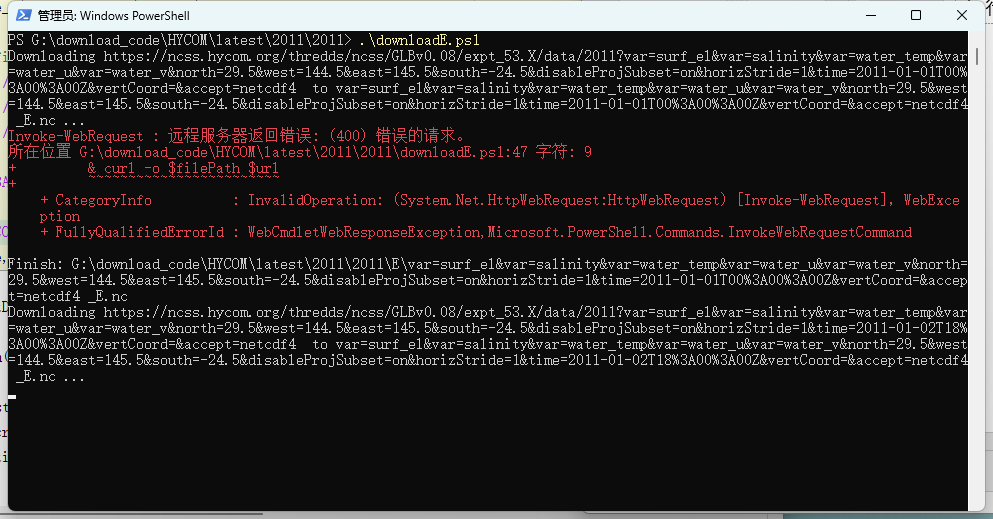 管理员: Windows PowerShell
PS G:\download_code\HYCOM\latest\2011\2011> .\downloadE.ps1
Downloading https://ncss.hycom.org/thredds/ncss/GLBv0.08/expt_53.X/data/2011?var=surf_el&var=salinity&var=water_temp&var
=water_u&var=water_v&north=29.5&west=144.5&east=145.5&south=-24.5&disableProjSubset=on&horizStride=1&time=2011-01-01T00%
3A00%3A00Z&vertCoord=&accept=netcdf4  to var=surf_el&var=salinity&var=water_temp&var=water_u&var=water_v&north=29.5&west
=144.5&east=145.5&south=-24.5&disableProjSubset=on&horizStride=1&time=2011-01-01T00%3A00%3A00Z&vertCoord=&accept=netcdf4
 _E.nc ...
Invoke-WebRequest : 远程服务器返回错误: (400) 错误的请求。
所在位置 G:\download_code\HYCOM\latest\2011\2011\downloadE.ps1:47 字符: 9
+         & curl -o $filePath $url
+         ~~~~~~~~~~~~~~~~~~~~~~~~
    + CategoryInfo          : InvalidOperation: (System.Net.HttpWebRequest:HttpWebRequest) [Invoke-WebRequest], WebExce
    ption
    + FullyQualifiedErrorId : WebCmdletWebResponseException,Microsoft.PowerShell.Commands.InvokeWebRequestCommand
Finish: G:\download_code\HYCOM\latest\2011\2011\E\var=surf_el&var=salinity&var=water_temp&var=water_u&var=water_v&north=
29.5&west=144.5&east=145.5&south=-24.5&disableProjSubset=on&horizStride=1&time=2011-01-01T00%3A00%3A00Z&vertCoord=&accep
t=netcdf4 _E.nc
Downloading https://ncss.hycom.org/thredds/ncss/GLBv0.08/expt_53.X/data/2011?var=surf_el&var=salinity&var=water_temp&var
=water_u&var=water_v&north=29.5&west=144.5&east=145.5&south=-24.5&disableProjSubset=on&horizStride=1&time=2011-01-02T18%
3A00%3A00Z&vertCoord=&accept=netcdf4  to var=surf_el&var=salinity&var=water_temp&var=water_u&var=water_v&north=29.5&west
=144.5&east=145.5&south=-24.5&disableProjSubset=on&horizStride=1&time=2011-01-02T18%3A00%3A00Z&vertCoord=&accept=netcdf4
 _E.nc ...